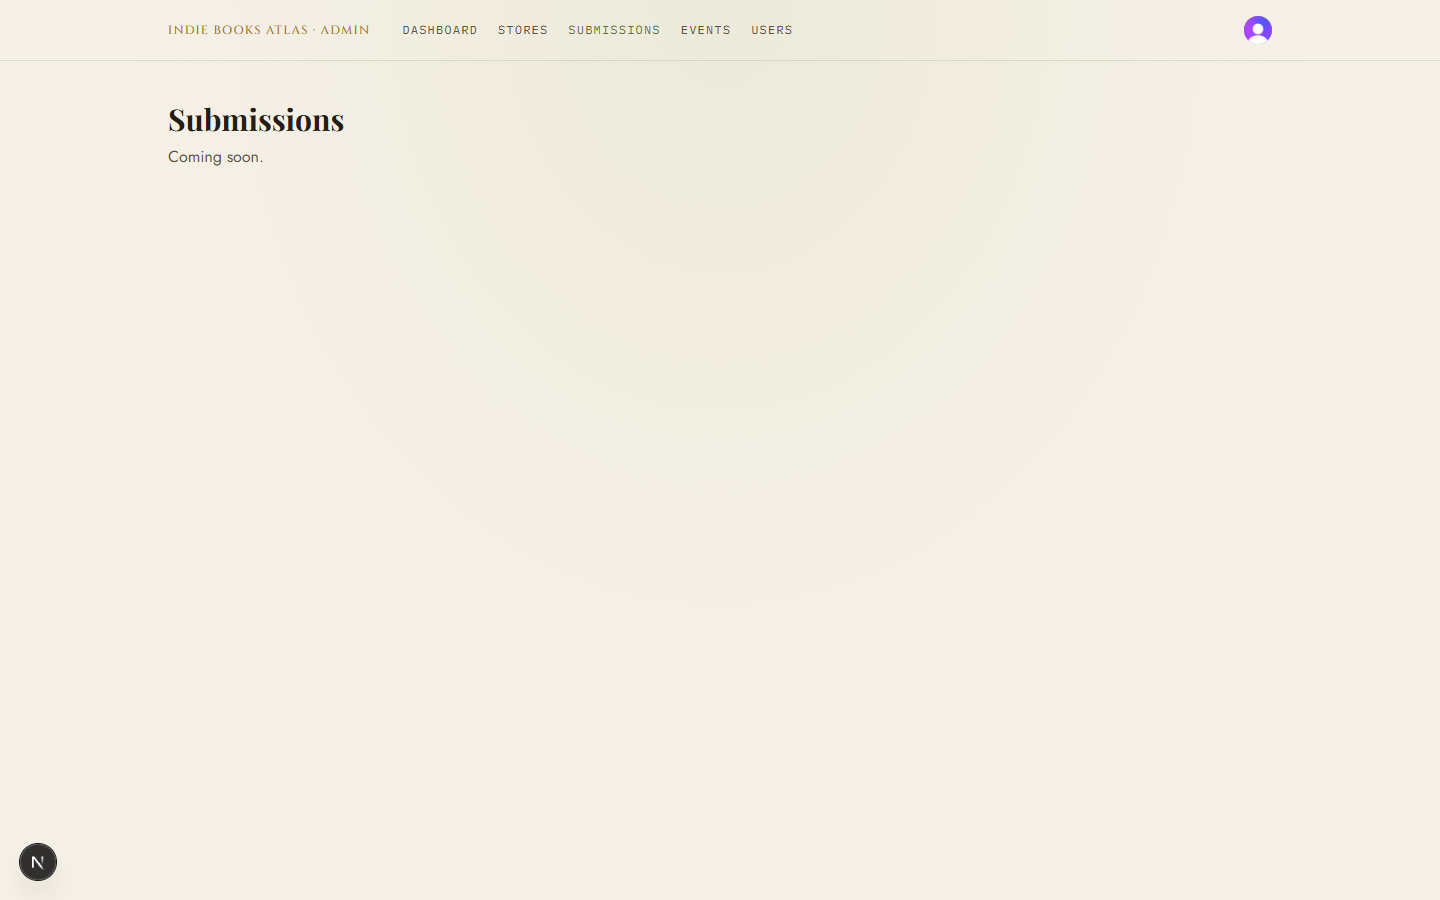 INDIE BOOKS ATLAS · ADMIN DASHBOARD STORES SUBMISSIONS EVENTS USERS
Submissions
Coming soon.
N